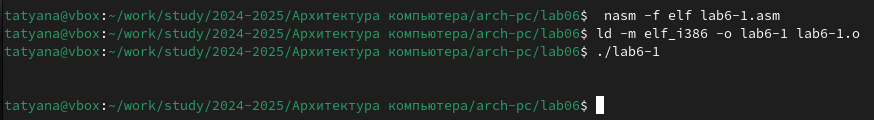 tatyana@vbox:~/work/study/2024-2025/Архитектура компьютера/arch-pc/lab06$  nasm -f elf lab6-1.asm
tatyana@vbox:~/work/study/2024-2025/Архитектура компьютера/arch-pc/lab06$ ld -m elf_i386 -o lab6-1 lab6-1.o
tatyana@vbox:~/work/study/2024-2025/Архитектура компьютера/arch-pc/lab06$ ./lab6-1
tatyana@vbox:~/work/study/2024-2025/Архитектура компьютера/arch-pc/lab06$